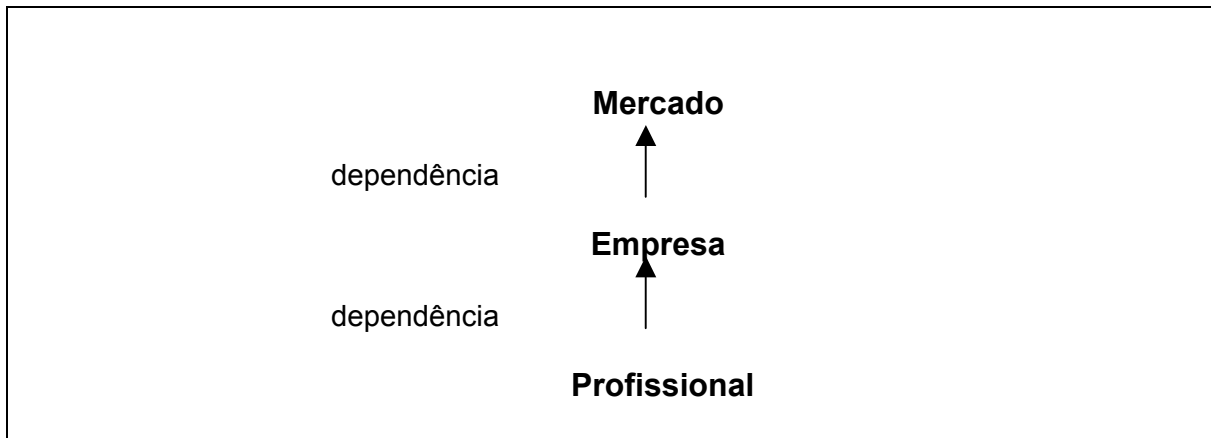 Mercado
dependência
Empresa
dependência
Profissional